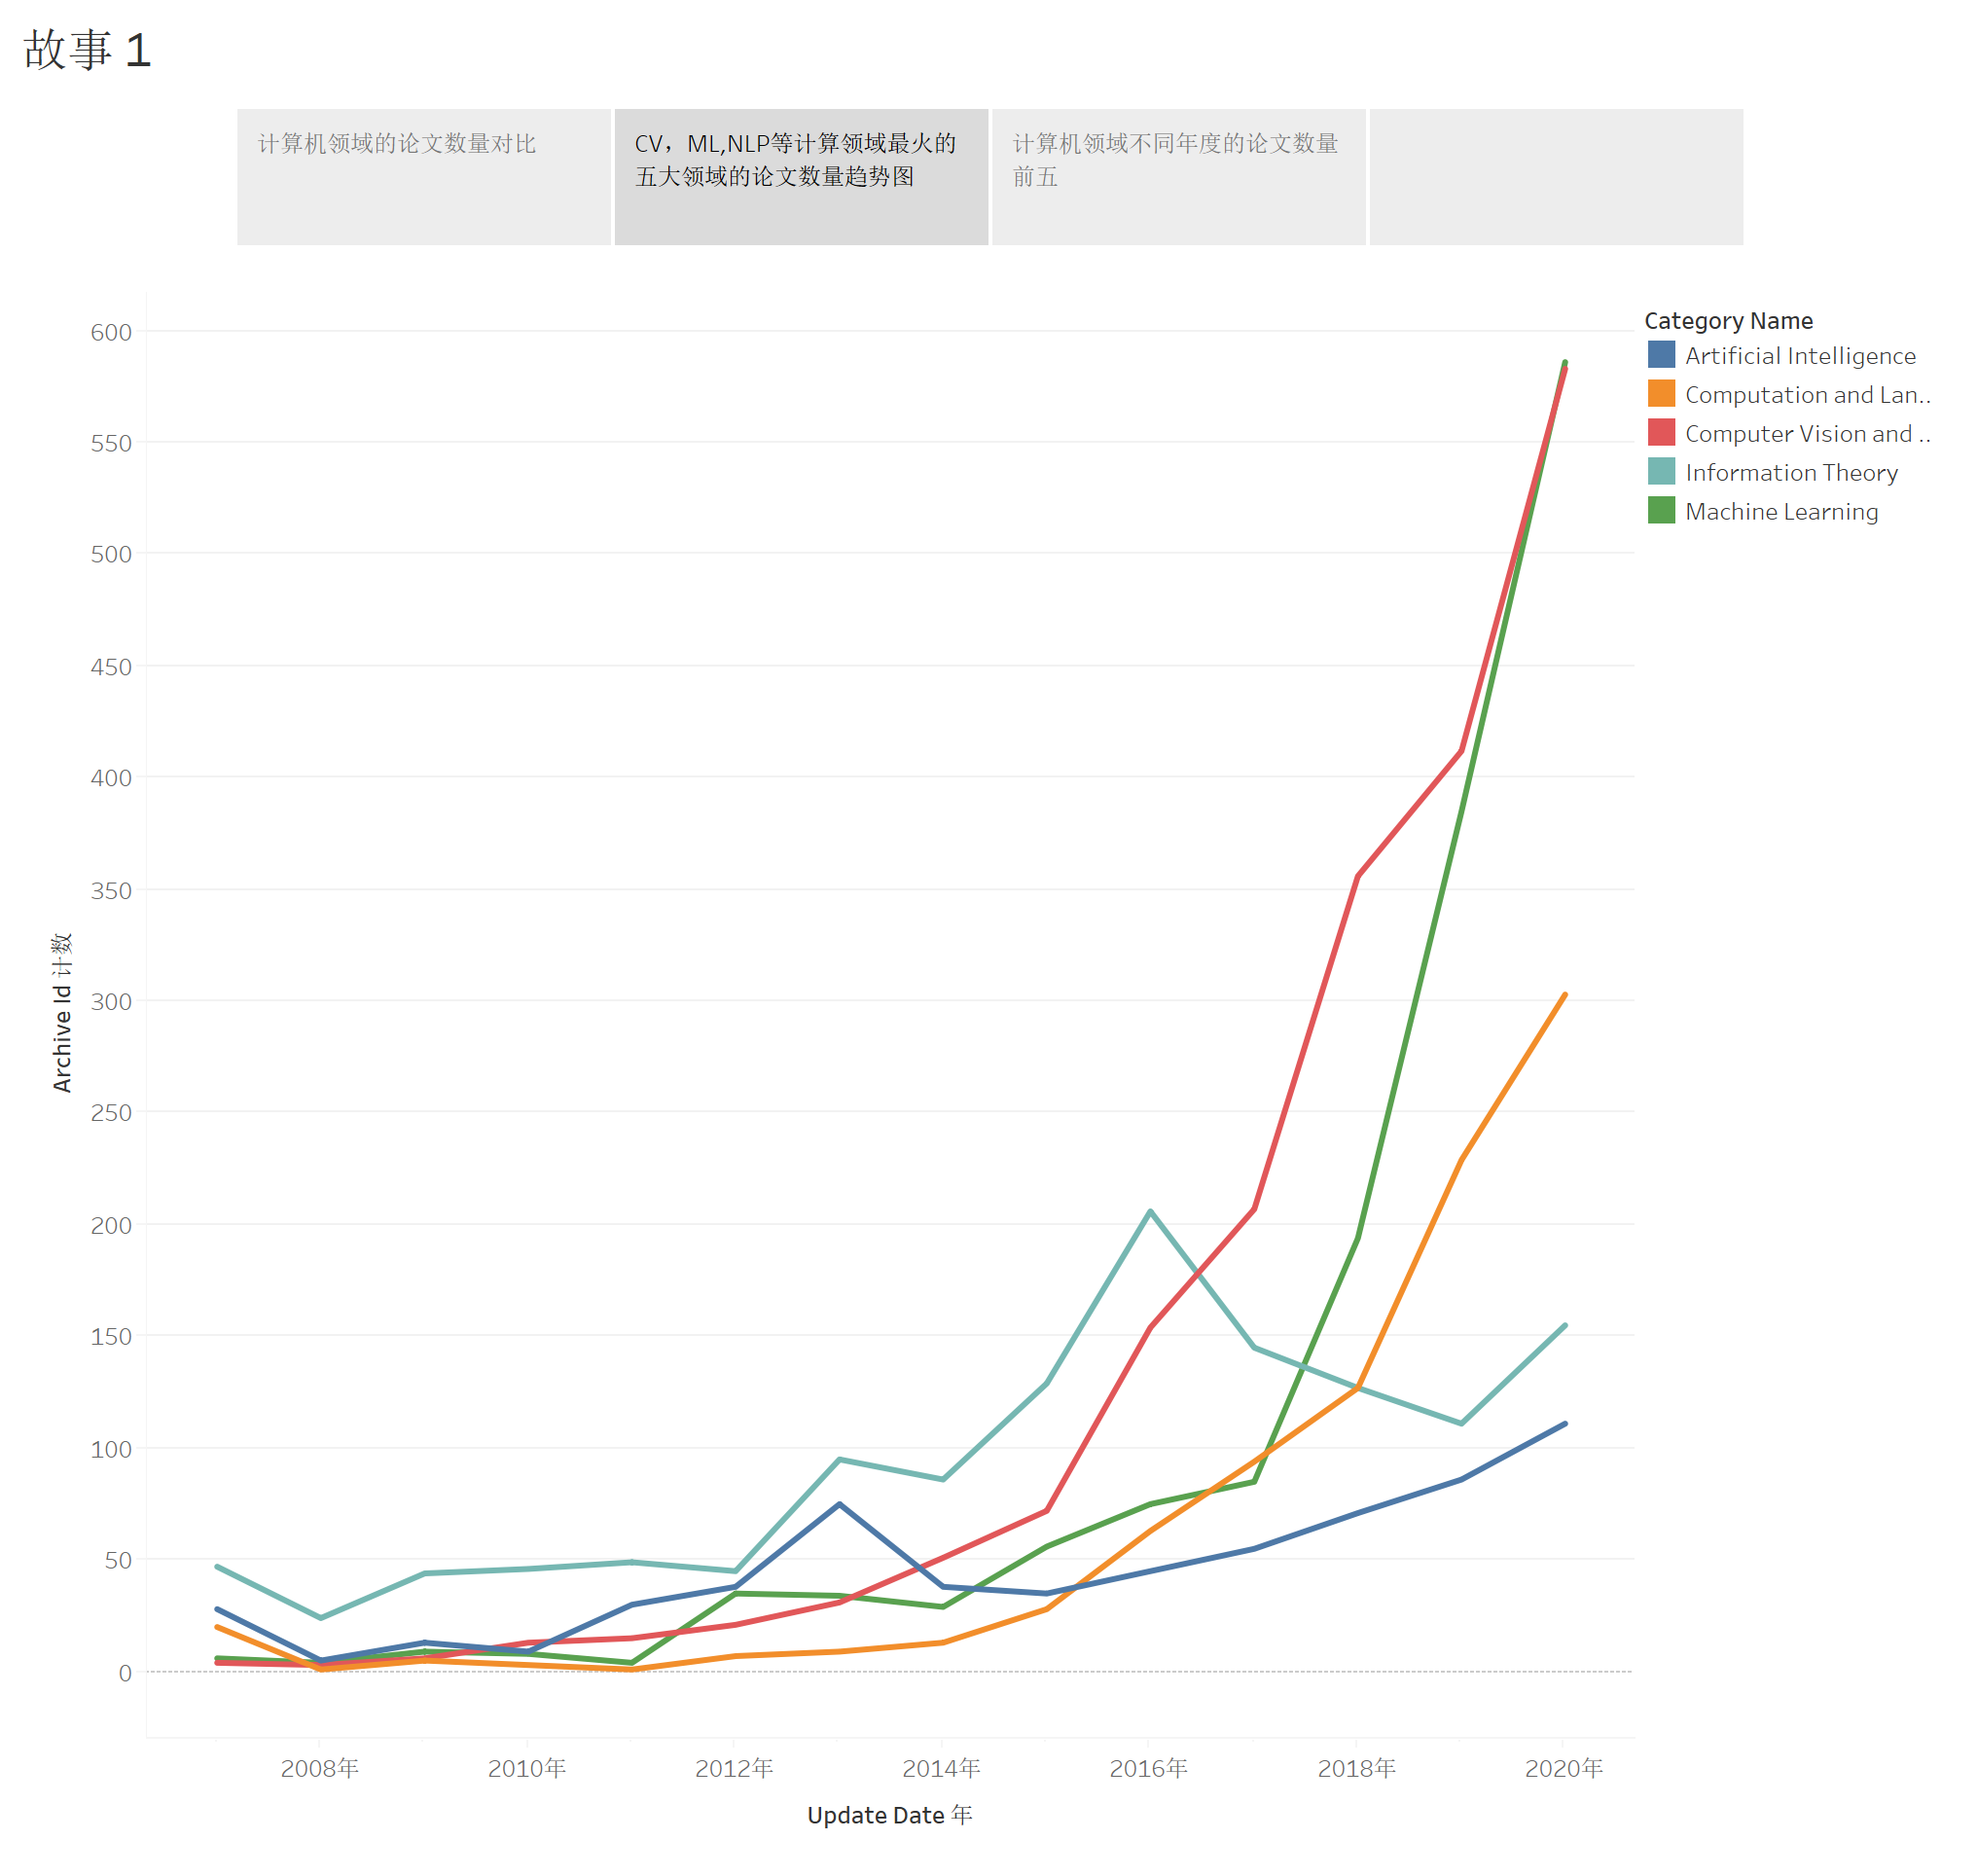 故事 1
计算机领域的论文数量对比
CV，ML,NLP等计算领域最火的
五大领域的论文数量趋势图
计算机领域不同年度的论文数量
前五
Category Name
Artificial Intelligence
Computation and Lan..
Computer Vision and ..
Information Theory
Machine Learning
600
550
500
450
400
350
300
250
200
150
100
50
0
Archive Id 计数
2008年
2010年
2012年
2014年
2016年
2018年
2020年
Update Date 年